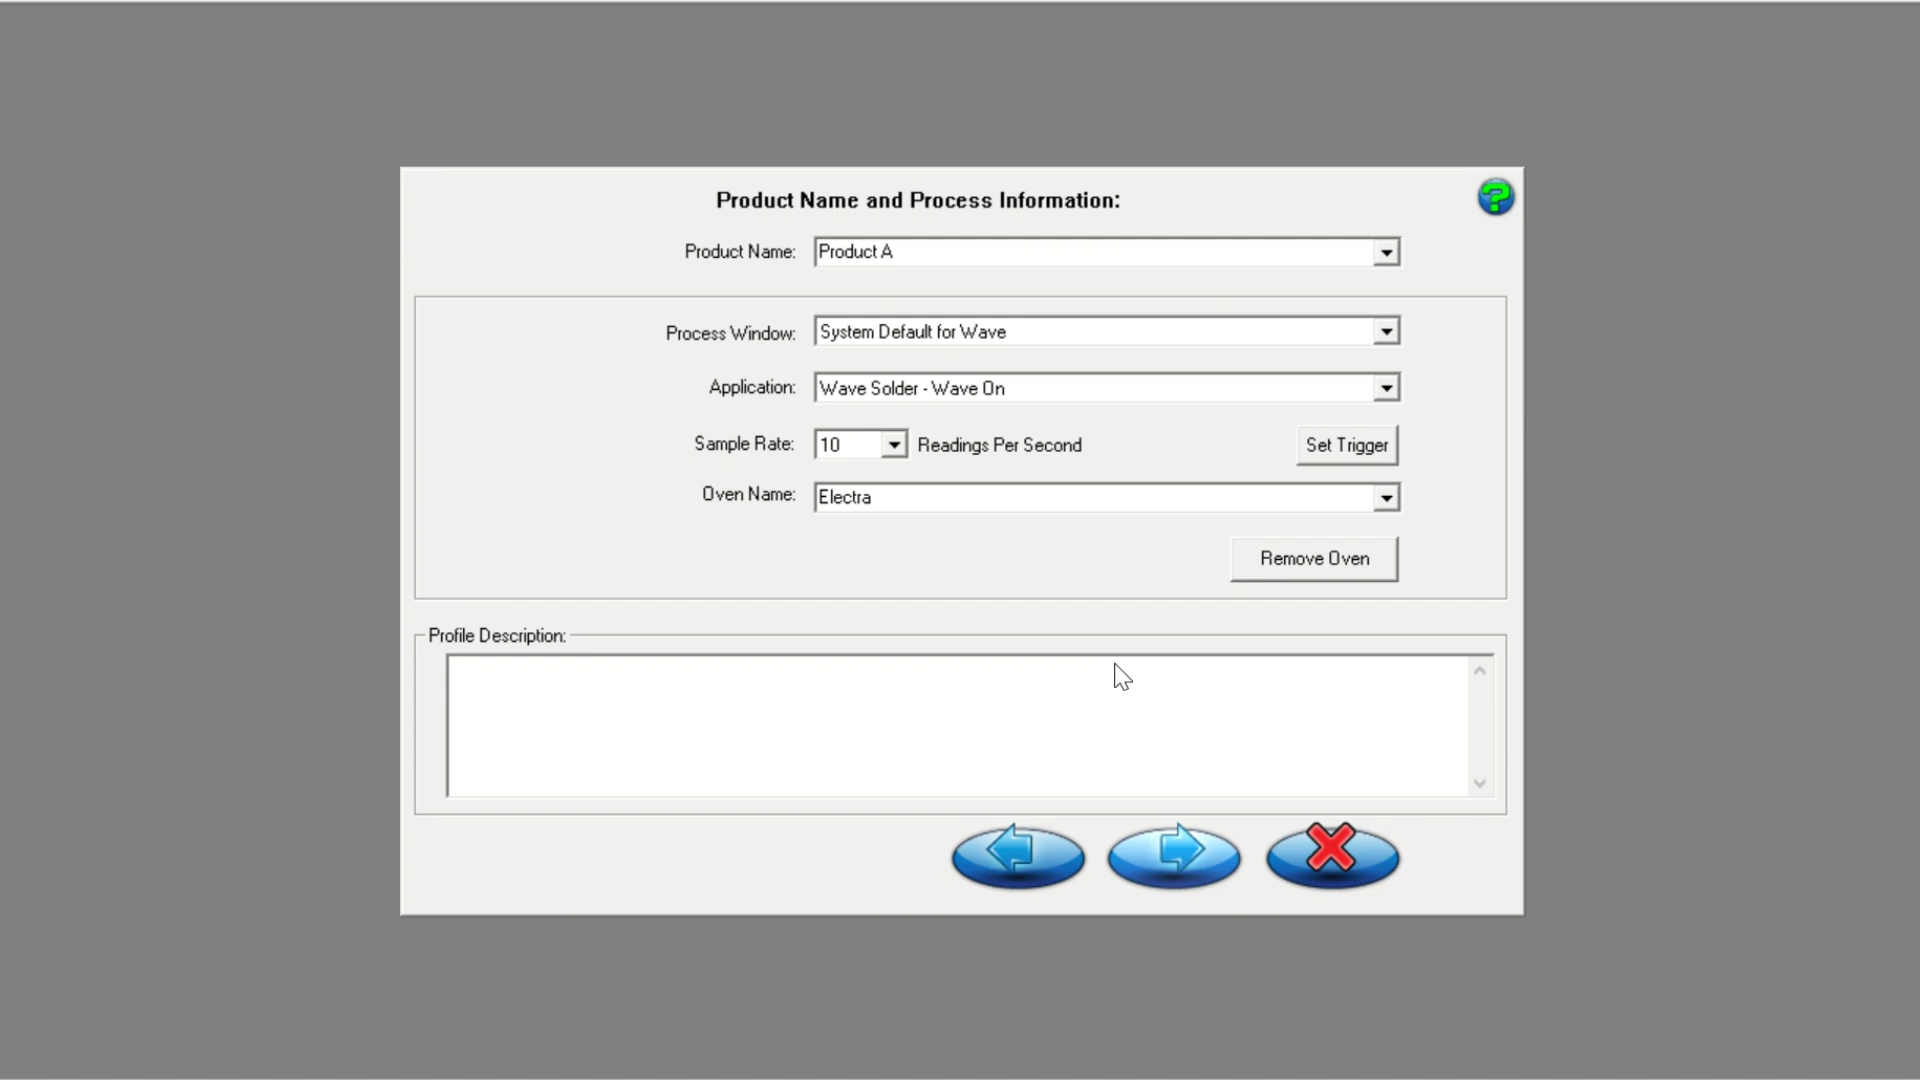 Product Name and Process Information:
Product Name: Product A
Process Window: System Default for Wave
Application: Wave Solder - Wave On
Sample Rate: 10 Readings Per Second Set Trigger
Oven Name: Electra
Remove Oven
Profile Description: